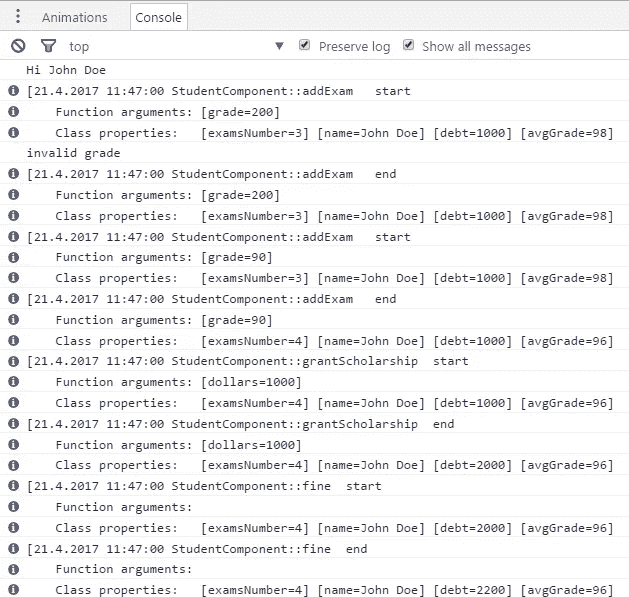 Animations Console
top Preserve log Show all messages
Hi John Doe
[21.4.2017 11:47:00 StudentComponent::addExam   start
Function arguments: [grade=200]
Class properties:   [examsNumber=3] [name=John Doe] [debt=1000] [avgGrade=98]
invalid grade
[21.4.2017 11:47:00 StudentComponent::addExam   end
Function arguments: [grade=200]
Class properties:   [examsNumber=3] [name=John Doe] [debt=1000] [avgGrade=98]
[21.4.2017 11:47:00 StudentComponent::addExam   start
Function arguments: [grade=90]
Class properties:   [examsNumber=3] [name=John Doe] [debt=1000] [avgGrade=98]
[21.4.2017 11:47:00 StudentComponent::addExam   end
Function arguments: [grade=90]
Class properties:   [examsNumber=4] [name=John Doe] [debt=1000] [avgGrade=96]
[21.4.2017 11:47:00 StudentComponent::grantScholarship  start
Function arguments: [dollars=1000]
Class properties:   [examsNumber=4] [name=John Doe] [debt=1000] [avgGrade=96]
[21.4.2017 11:47:00 StudentComponent::grantScholarship  end
Function arguments: [dollars=1000]
Class properties:   [examsNumber=4] [name=John Doe] [debt=2000] [avgGrade=96]
[21.4.2017 11:47:00 StudentComponent::fine  start
Function arguments:
Class properties:   [examsNumber=4] [name=John Doe] [debt=2000] [avgGrade=96]
[21.4.2017 11:47:00 StudentComponent::fine  end
Function arguments:
Class properties:   [examsNumber=4] [name=John Doe] [debt=2200] [avgGrade=96]